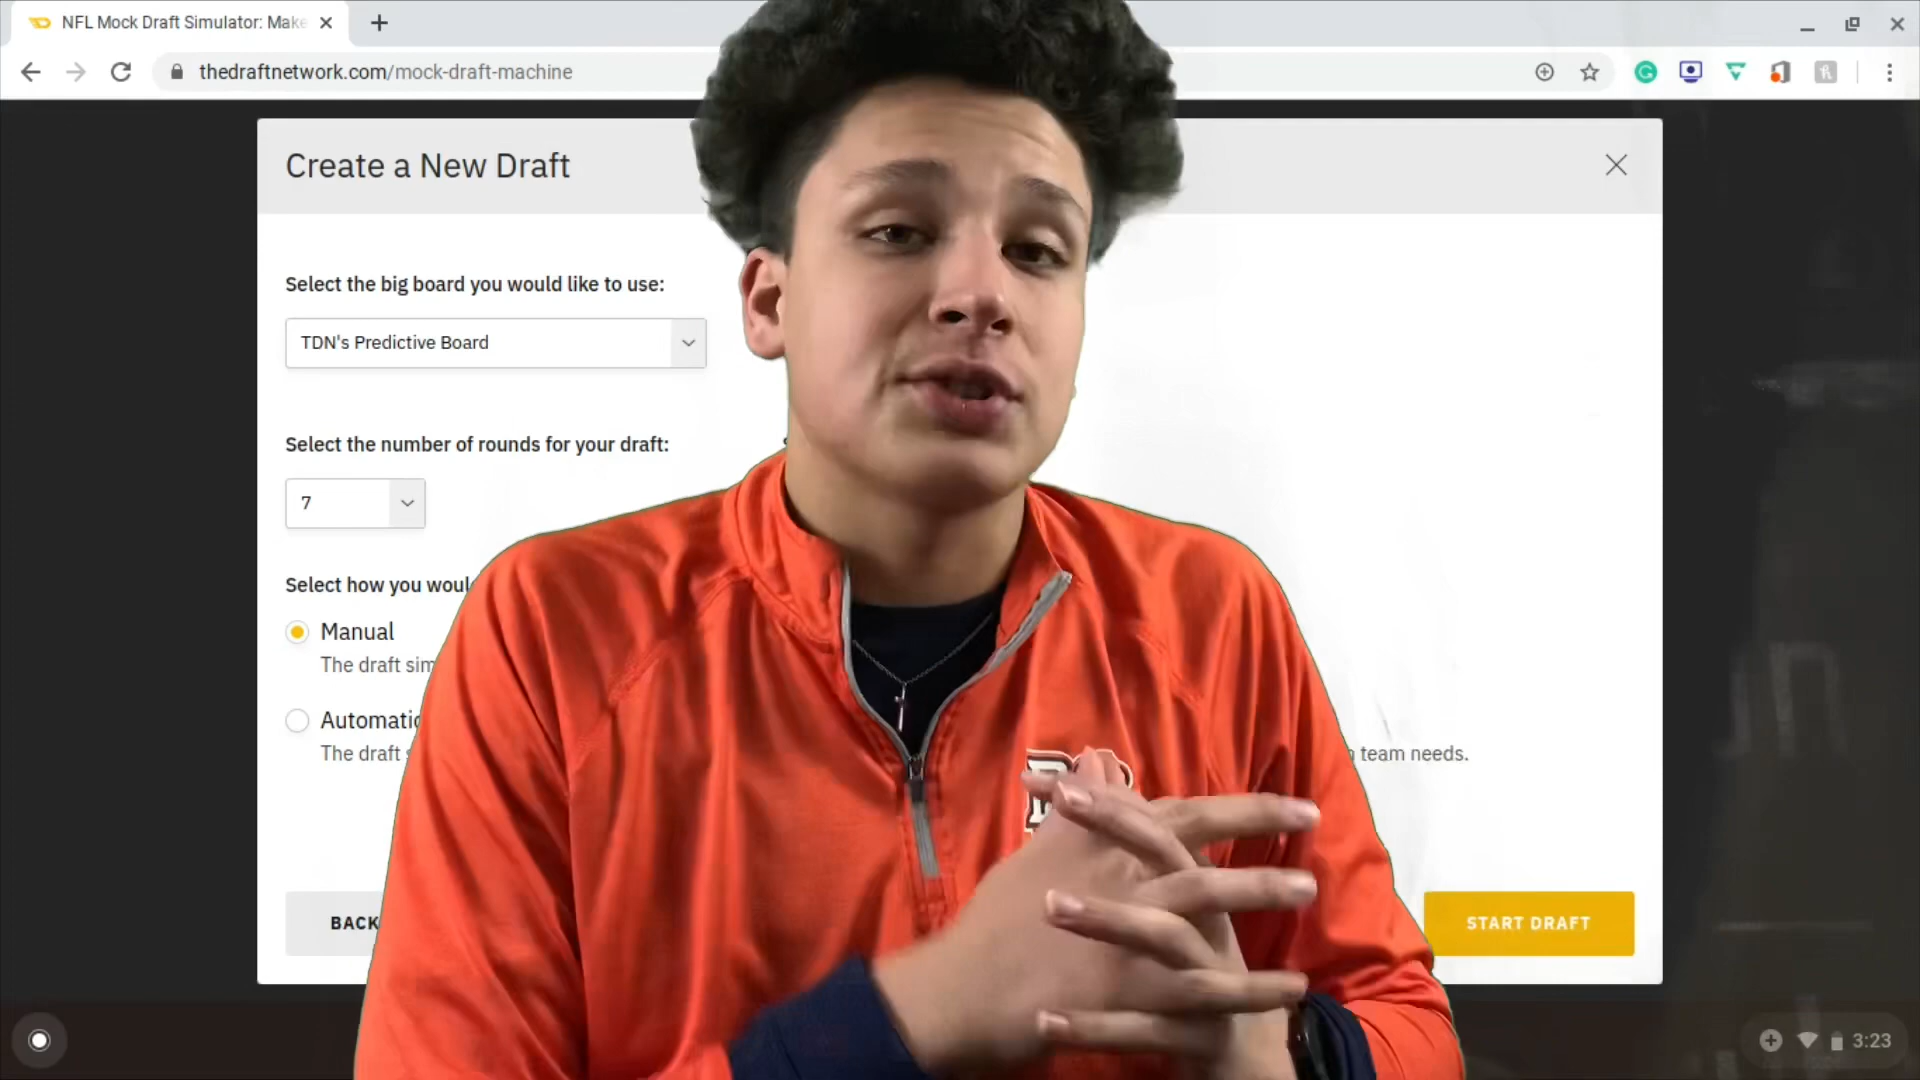 NFL Mock Draft Simulator: Make
thedraftnetwork.com/mock-draft-machine
Create a New Draft
Select the big board you would like to use:
TDN's Predictive Board
Select the number of rounds for your draft:
7
Select how you woul
Manual
The draft sim
Automatic
The draft
team needs.
BACK
START DRAFT
3:23